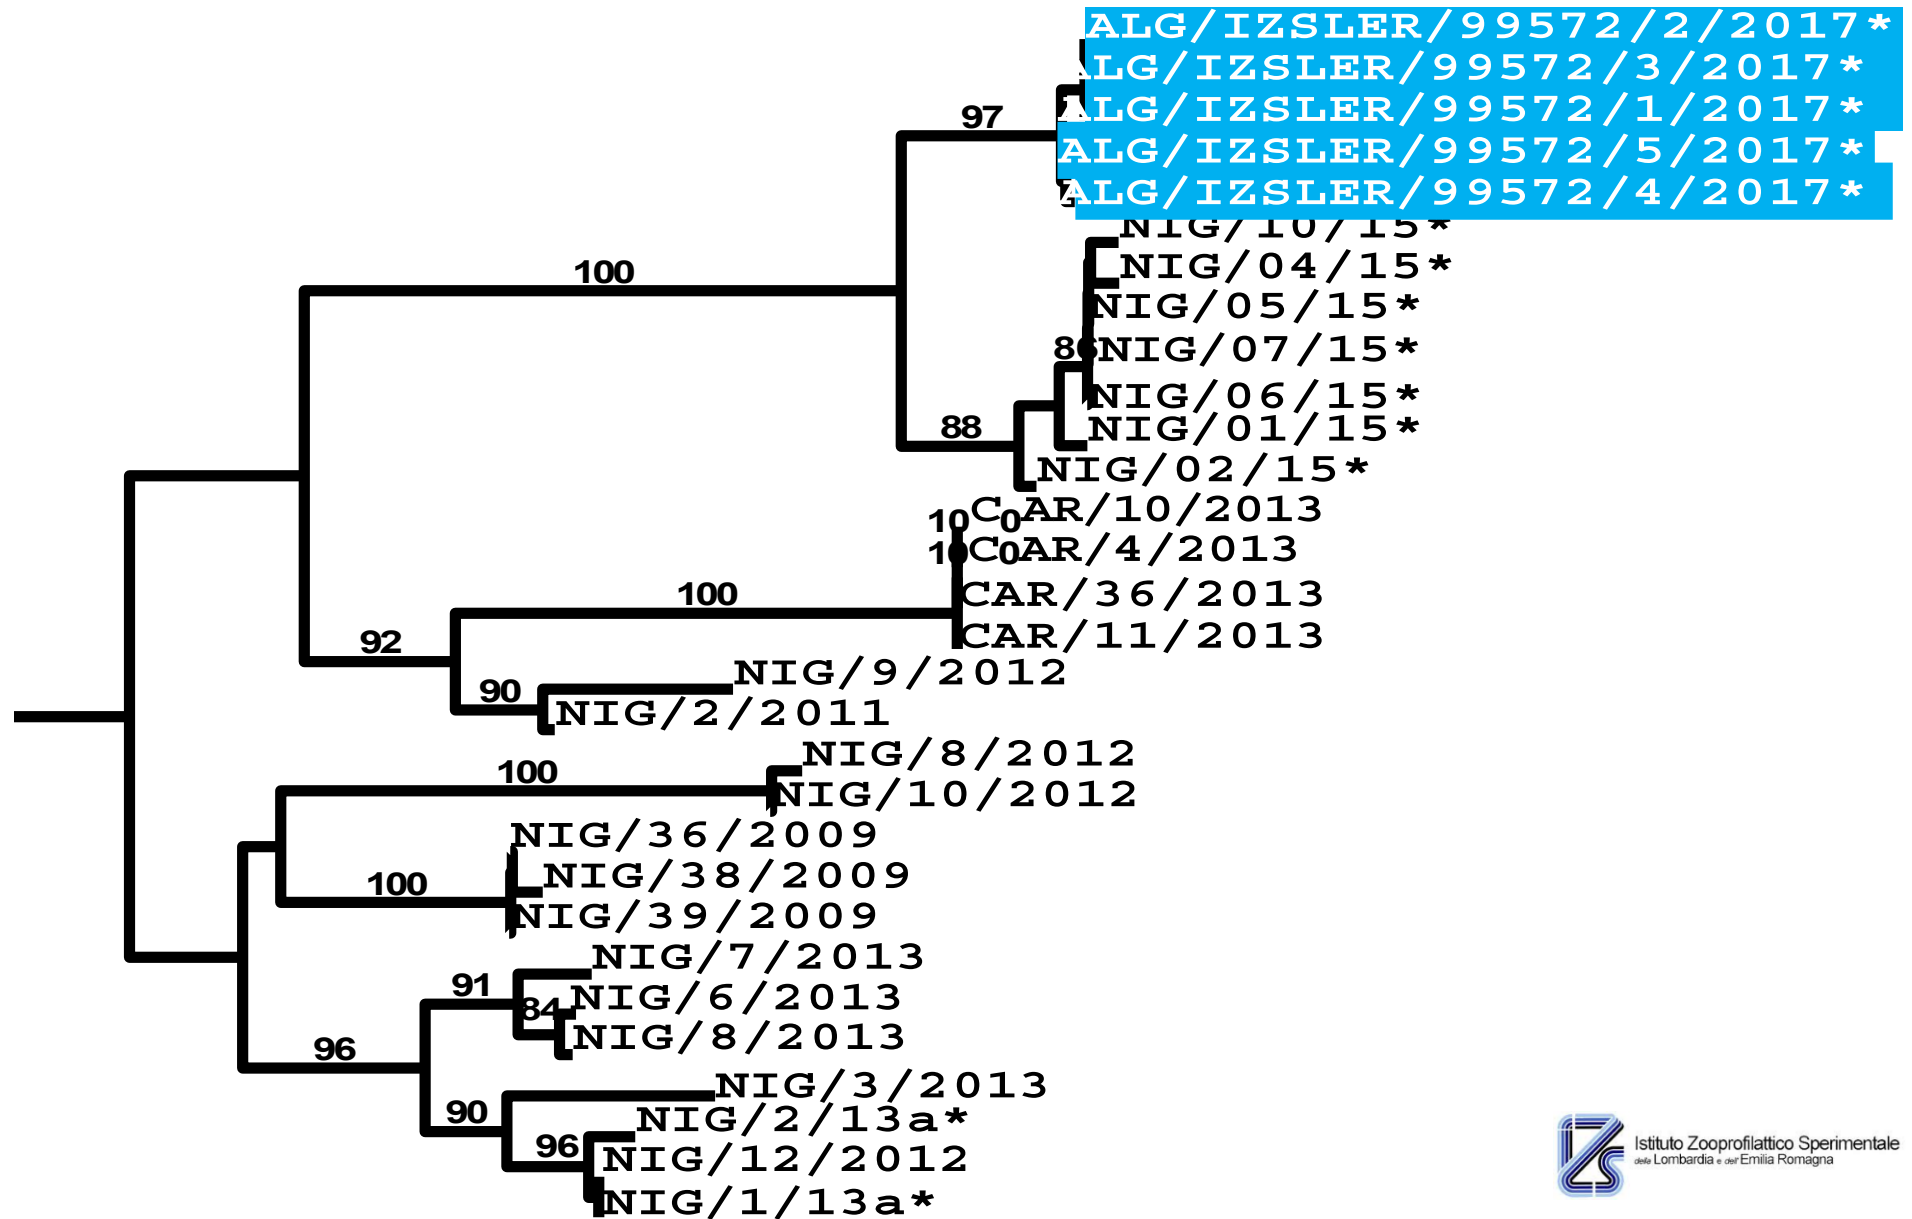 ALG/IZSLER/99572/2/2017*
ALG/IZSLER/99572/3/2017*
97
ALG/IZSLER/99572/1/2017*
ALG/IZSLER/99572/5/2017*
ALG/IZSLER/99572/4/2017*
NIG/10/15*
100
NIG/04/15*
NIG/05/15*
86
NIG/07/15*
NIG/06/15*
88
NIG/01/15*
NIG/02/15*
100
CAR/10/2013
100
CAR/4/2013
100
CAR/36/2013
92
CAR/11/2013
NIG/9/2012
90
NIG/2/2011
NIG/8/2012
100
NIG/10/2012
NIG/36/2009
100
NIG/38/2009
NIG/39/2009
NIG/7/2013
91
NIG/6/2013
84
NIG/8/2013
96
NIG/3/2013
90
NIG/2/13a*
96
NIG/12/2012
NIG/1/13a*
IZS
Istituto Zooprofilattico Sperimentale
della Lombardia e dell'Emilia Romagna